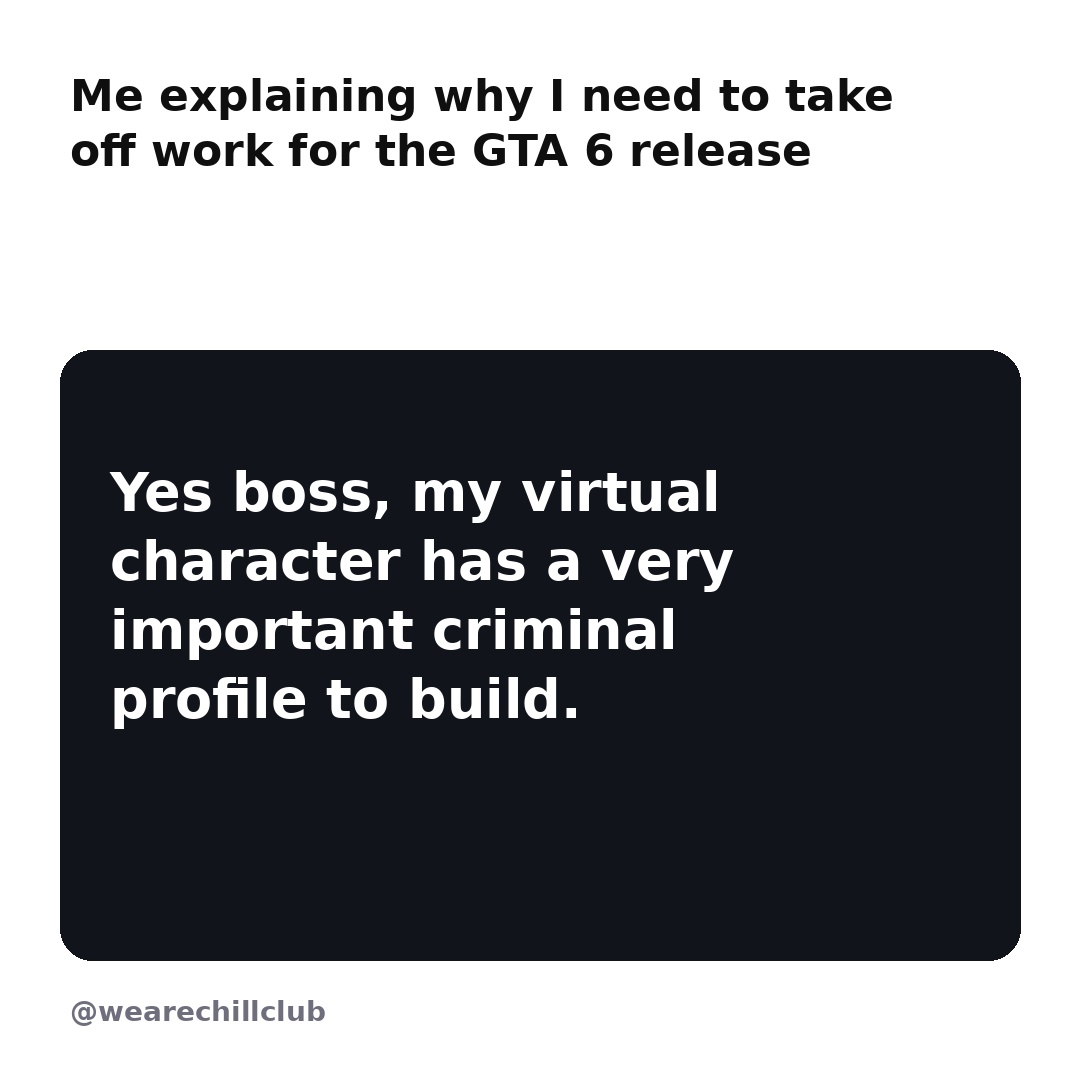 Me explaining why I need to take
off work for the GTA 6 release
Yes boss, my virtual
character has a very
important criminal
profile to build.
@wearechillclub